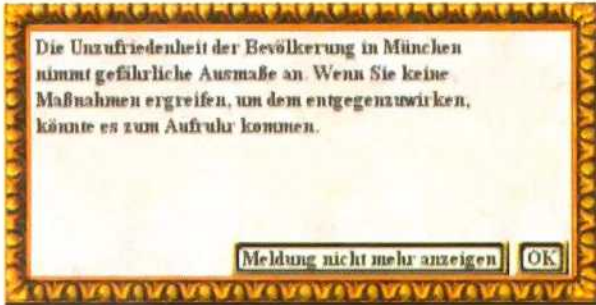 Die Unzufriedenheit der Bevölkerung in München
nimmt gefährliche Ausmaße an. Wenn Sie keine
Maßnahmen ergreifen, um dem entgegenzuwirken,
könnte es zum Aufruhr kommen.
Meldung nicht mehr anzeigen OK